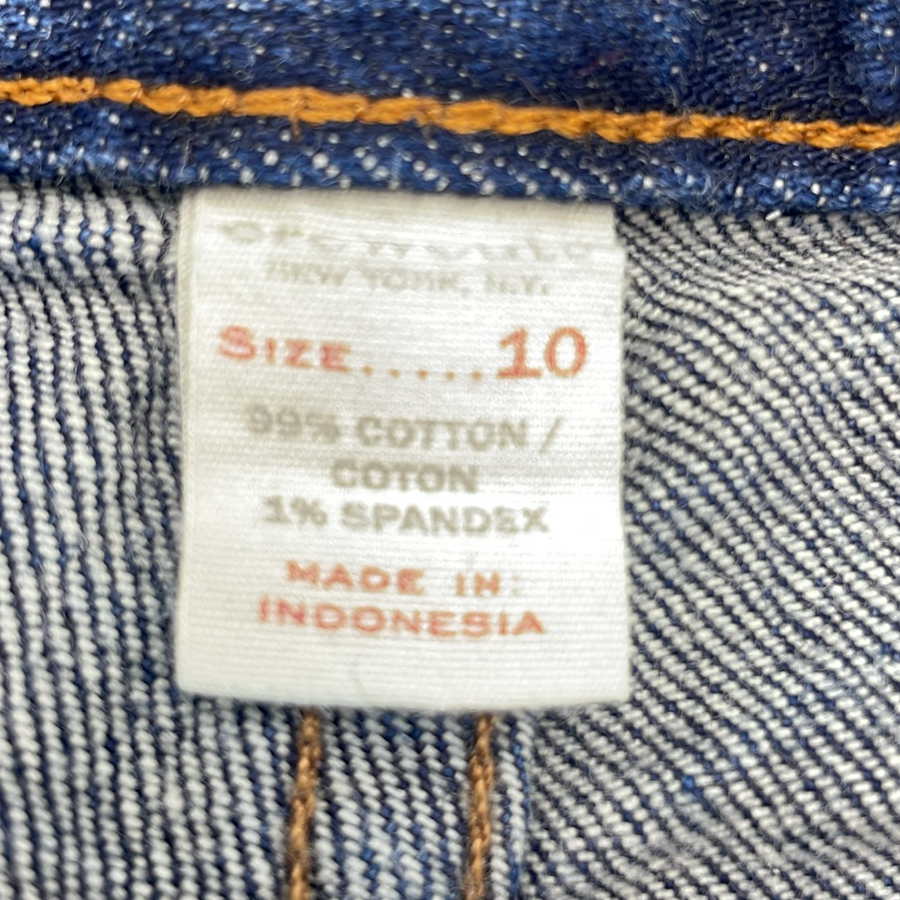 NEW YORK, N.Y.
SIZE......10
99% COTTON /
COTON
1% SPANDEX
MADE IN
INDONESIA